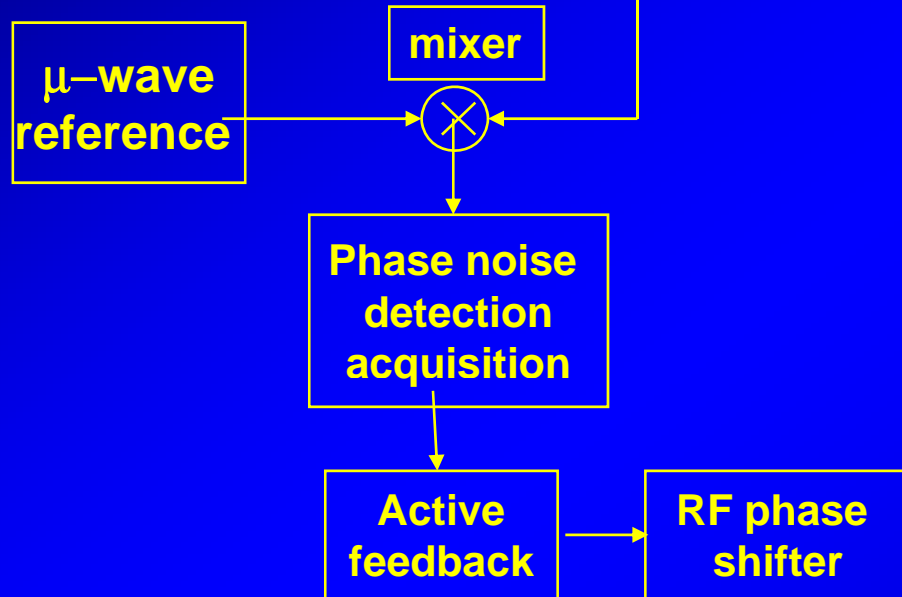 mixer
μ–wave
reference
Phase noise
detection
acquisition
Active
feedback
RF phase
shifter